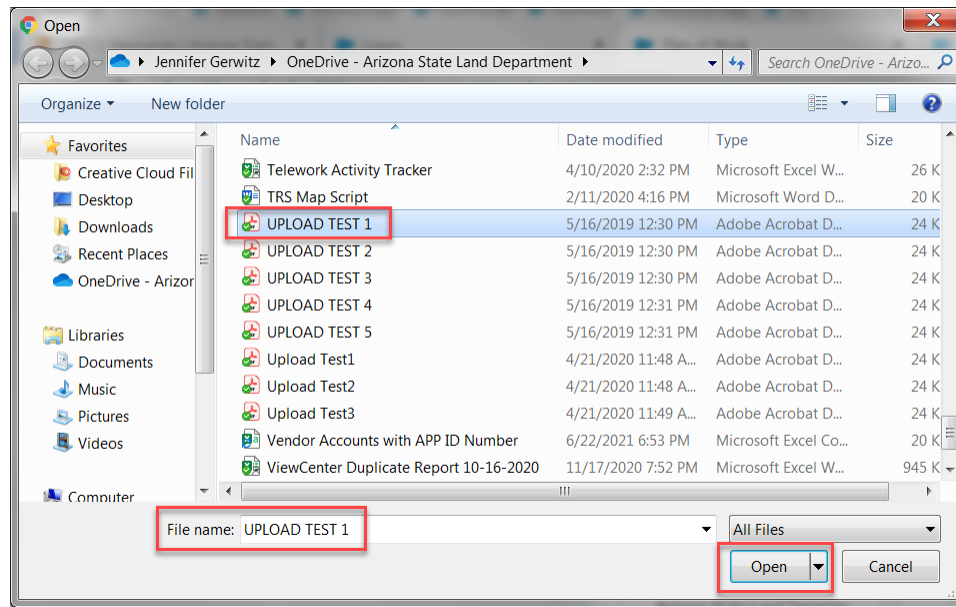 Open
Jennifer Gerwitz OneDrive - Arizona State Land Department Search OneDrive - Arizo...
Organize New folder
Name Date modified Type Size
Favorites
Creative Cloud Fil
Desktop
Downloads
Recent Places
OneDrive - Arizor
Libraries
Documents
Music
Pictures
Videos
Computer
Telework Activity Tracker 4/10/2020 2:32 PM Microsoft Excel W... 26 K
TRS Map Script 2/11/2020 4:16 PM Microsoft Word D... 20 K
UPLOAD TEST 1 5/16/2019 12:30 PM Adobe Acrobat D... 24 K
UPLOAD TEST 2 5/16/2019 12:30 PM Adobe Acrobat D... 24 K
UPLOAD TEST 3 5/16/2019 12:30 PM Adobe Acrobat D... 24 K
UPLOAD TEST 4 5/16/2019 12:31 PM Adobe Acrobat D... 24 K
UPLOAD TEST 5 5/16/2019 12:31 PM Adobe Acrobat D... 24 K
Upload Test1 4/21/2020 11:48 A... Adobe Acrobat D... 24 K
Upload Test2 4/21/2020 11:48 A... Adobe Acrobat D... 24 K
Upload Test3 4/21/2020 11:49 A... Adobe Acrobat D... 24 K
Vendor Accounts with APP ID Number 6/22/2021 6:53 PM Microsoft Excel Co... 20 K
ViewCenter Duplicate Report 10-16-2020 11/17/2020 7:52 PM Microsoft Excel W... 945 K
File name: UPLOAD TEST 1 All Files
Open Cancel